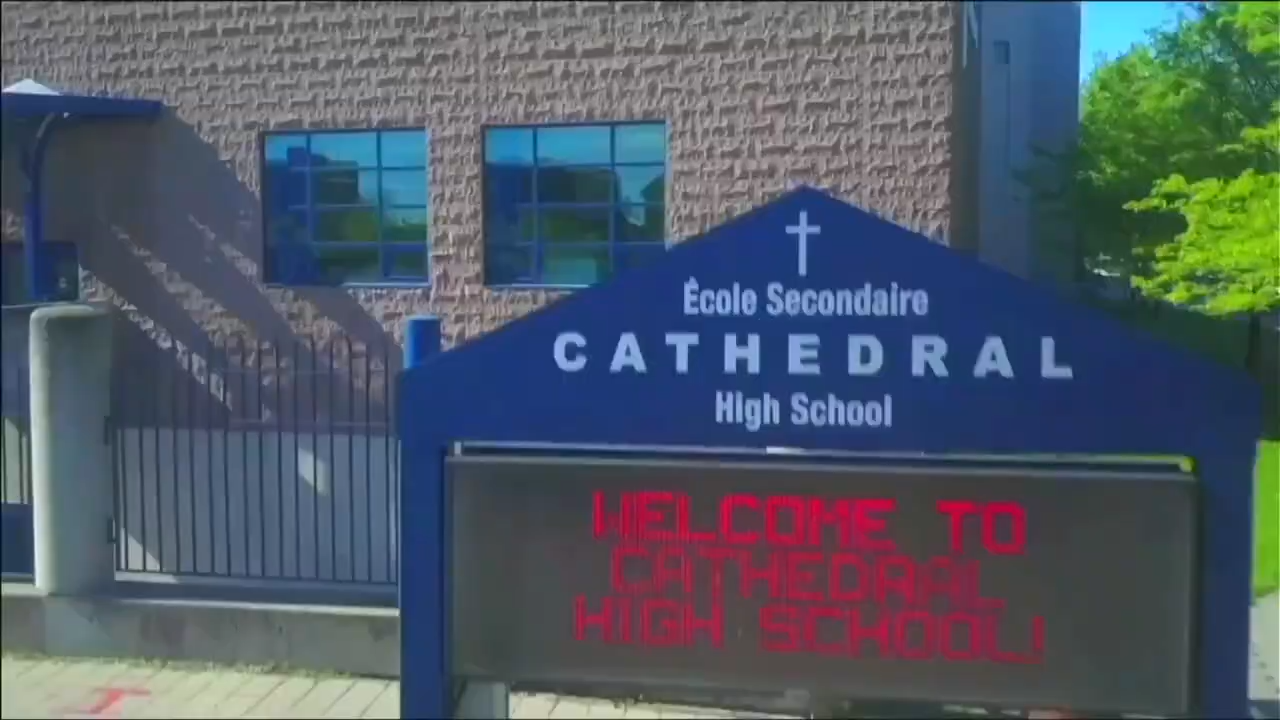 École Secondaire
CATHEDRAL
High School
WELCOME TO
CATHEDRAL
HIGH SCHOOL!